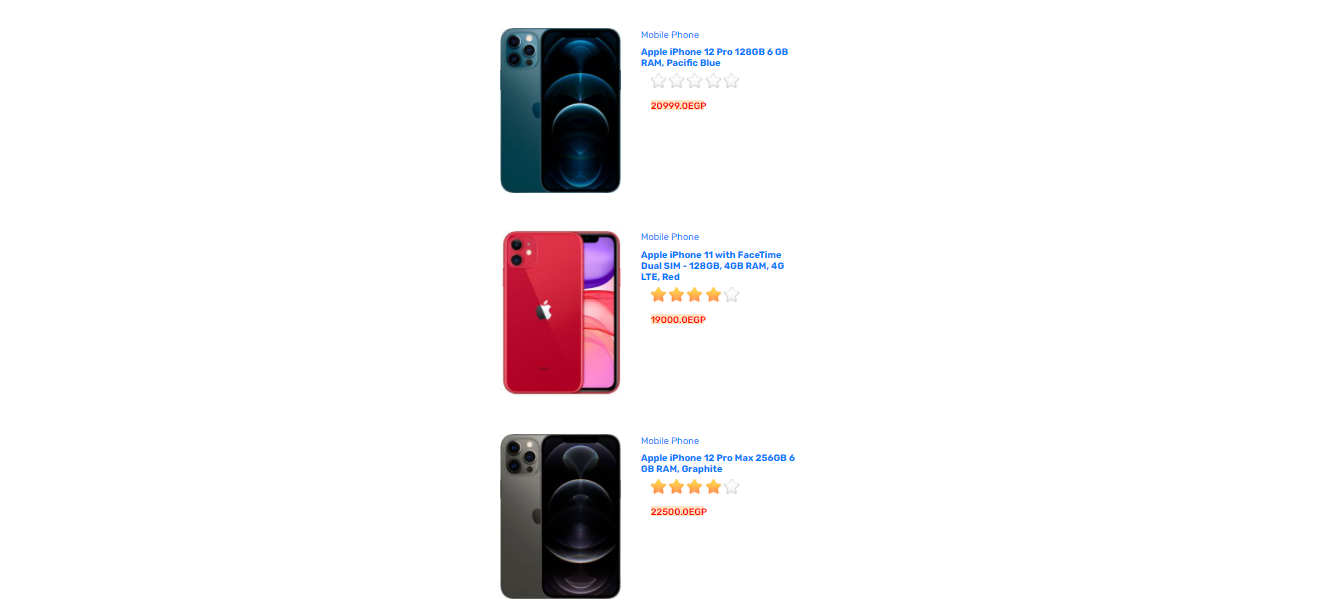 Mobile Phone
Apple iPhone 12 Pro 128GB 6 GB
RAM, Pacific Blue
20999.0EGP
Mobile Phone
Apple iPhone 11 with FaceTime
Dual SIM - 128GB, 4GB RAM, 4G
LTE, Red
19000.0EGP
Mobile Phone
Apple iPhone 12 Pro Max 256GB 6
GB RAM, Graphite
22500.0EGP